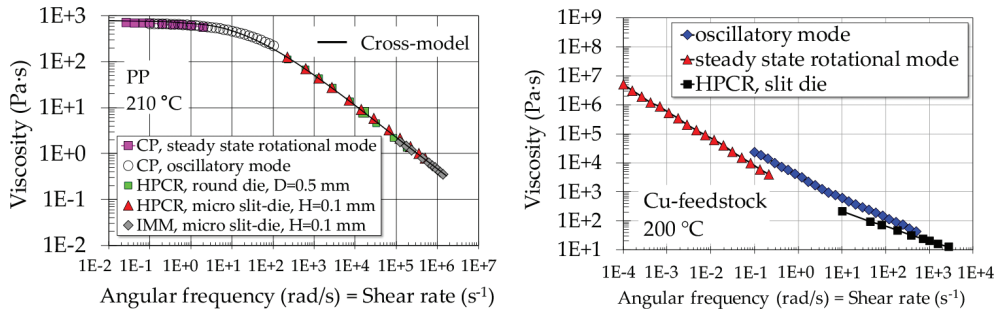 Viscosity (Pa·s)
1E+3
1E+2
1E+1
1E+0
1E-1
1E-2
Cross-model
PP
210 °C
CP, steady state rotational mode
CP, oscillatory mode
HPCR, round die, D=0.5 mm
HPCR, micro slit-die, H=0.1 mm
IMM, micro slit-die, H=0.1 mm
1E-2 1E-1 1E+0 1E+1 1E+2 1E+3 1E+4 1E+5 1E+6 1E+7
Angular frequency (rad/s) = Shear rate (s-1)
Viscosity (Pa·s)
1E+9
1E+8
1E+7
1E+6
1E+5
1E+4
1E+3
1E+2
1E+1
oscillatory mode
steady state rotational mode
HPCR, slit die
Cu-feedstock
200 °C
1E-4 1E-3 1E-2 1E-1 1E+0 1E+1 1E+2 1E+3 1E+4
Angular frequency (rad/s) = Shear rate (s-1)